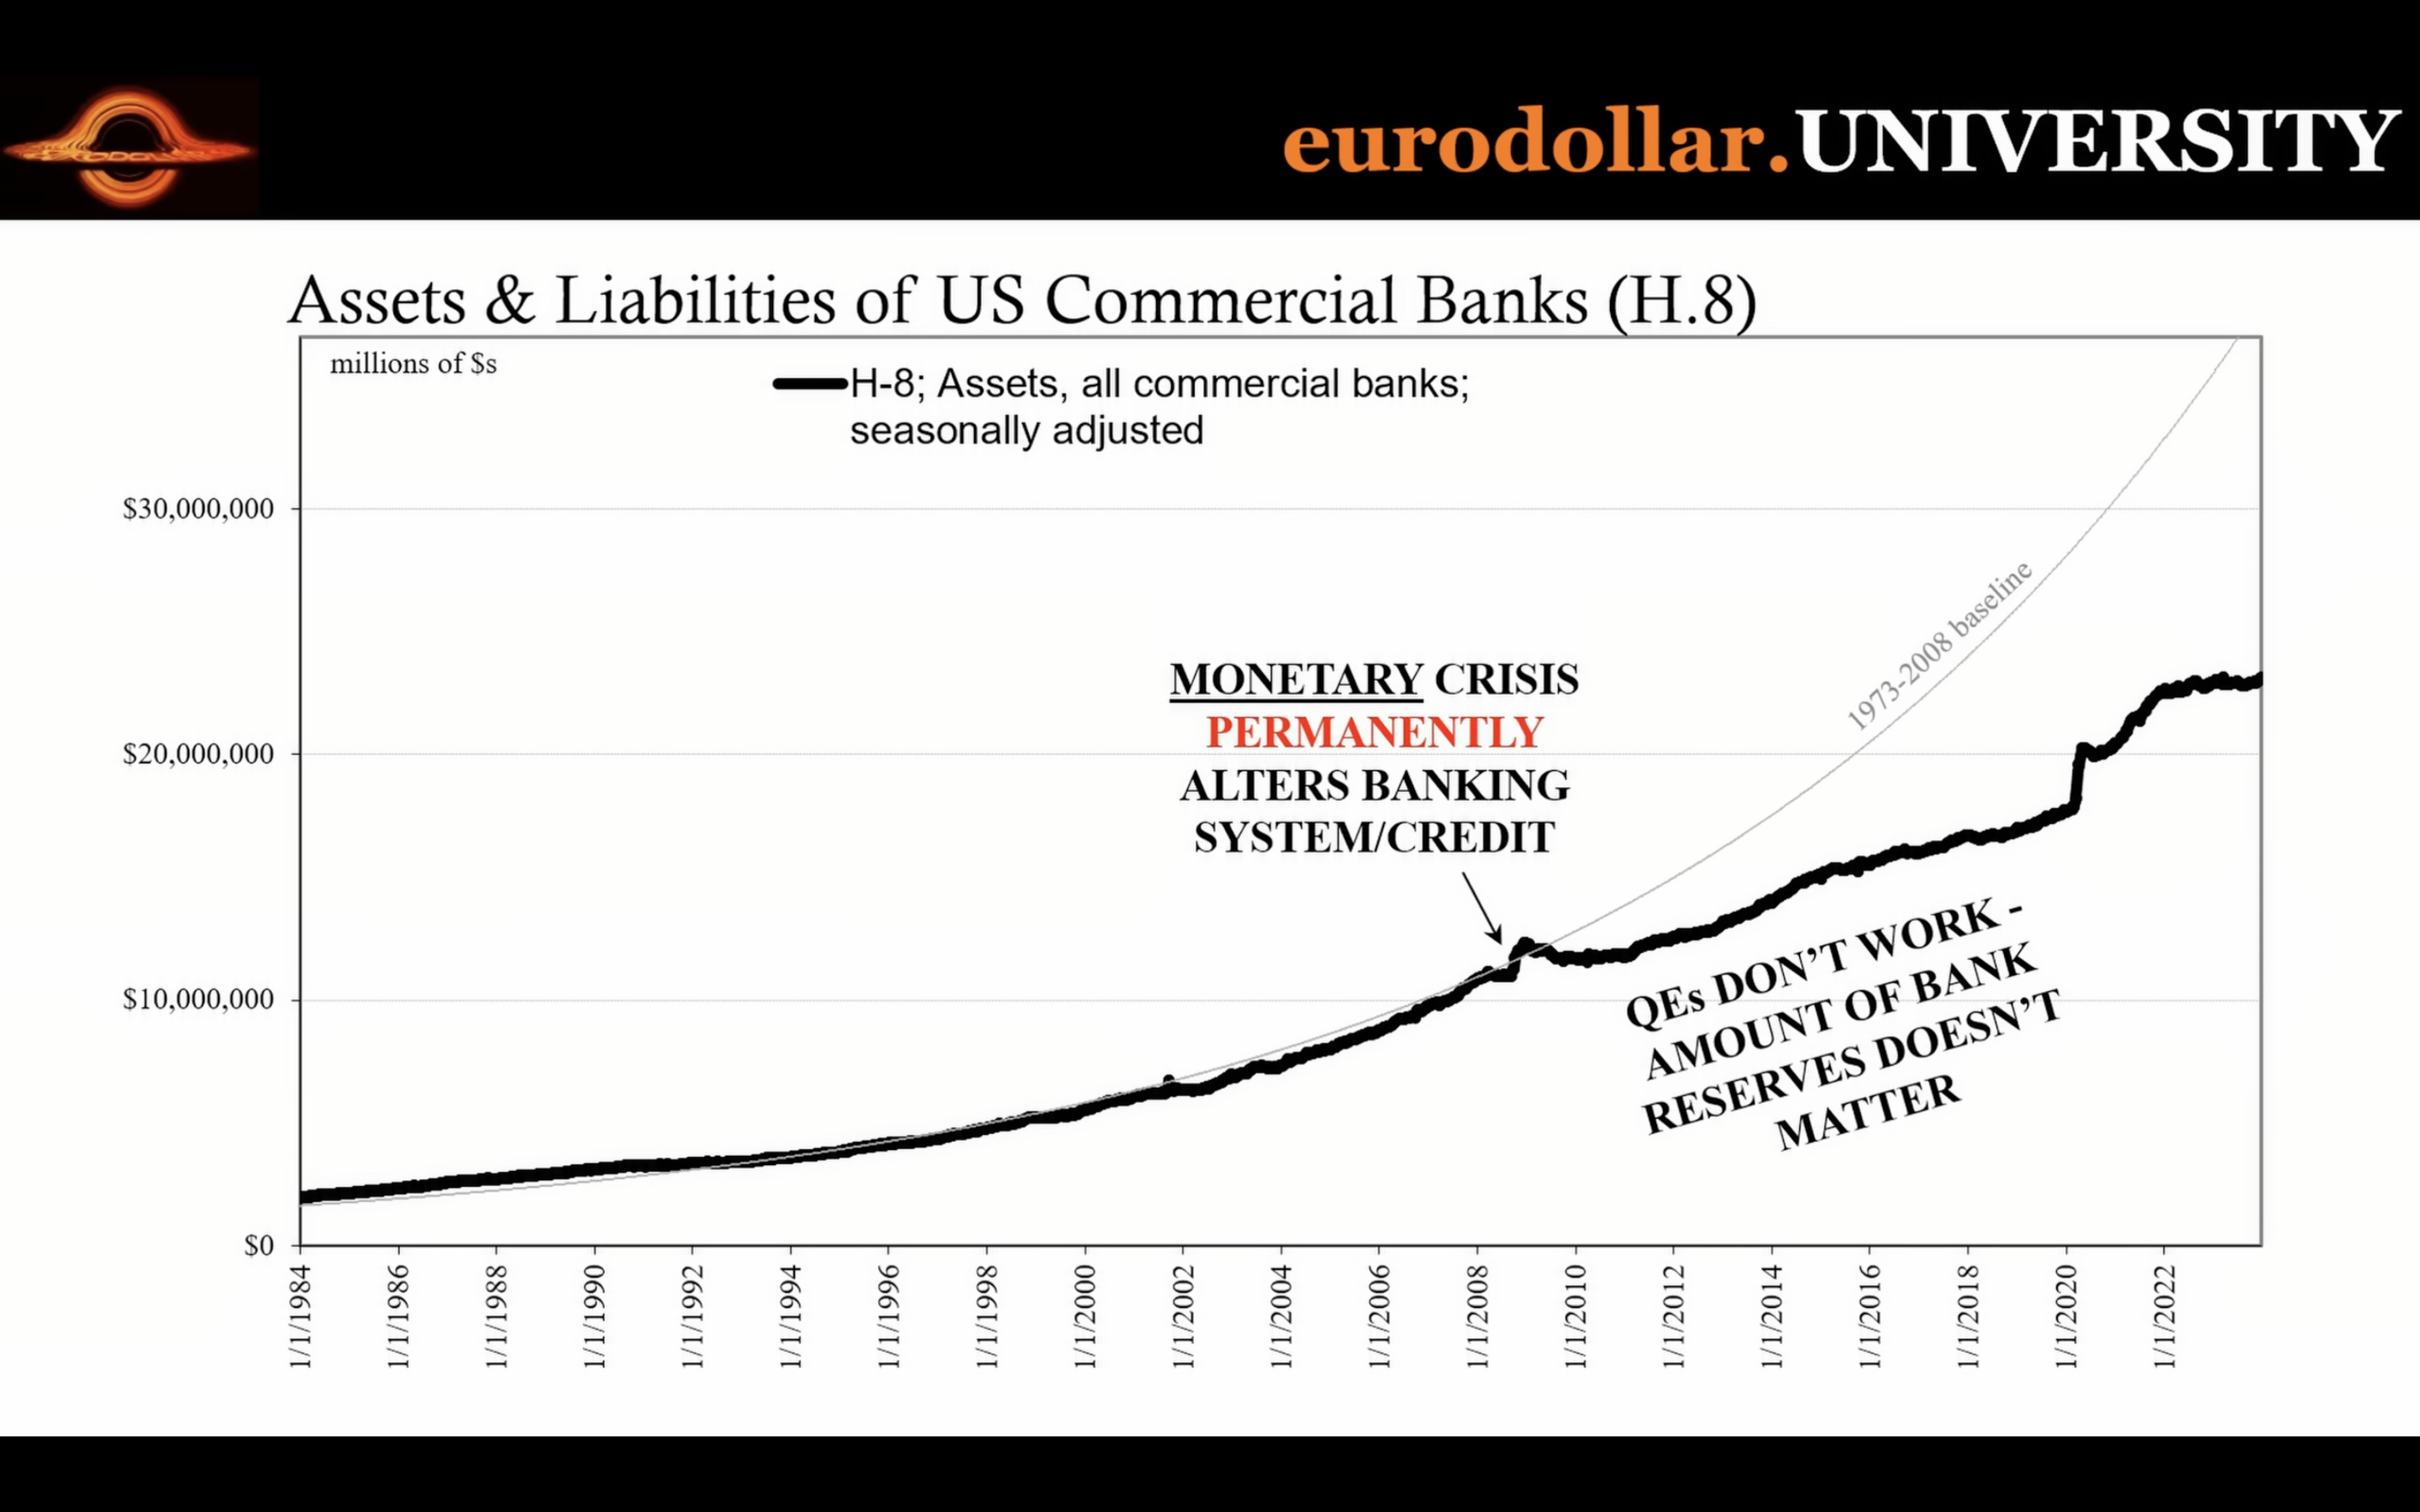 eurodollar.UNIVERSITY
Assets & Liabilities of US Commercial Banks (H.8)
millions of $s
H-8; Assets, all commercial banks;
seasonally adjusted
$30,000,000
$20,000,000
$10,000,000
$0
1973-2008 baseline
MONETARY CRISIS
PERMANENTLY
ALTERS BANKING
SYSTEM/CREDIT
QEs DON'T WORK -
AMOUNT OF BANK
RESERVES DOESN'T
MATTER
1/1/1984
1/1/1986
1/1/1988
1/1/1990
1/1/1992
1/1/1994
1/1/1996
1/1/1998
1/1/2000
1/1/2002
1/1/2004
1/1/2006
1/1/2008
1/1/2010
1/1/2012
1/1/2014
1/1/2016
1/1/2018
1/1/2020
1/1/2022